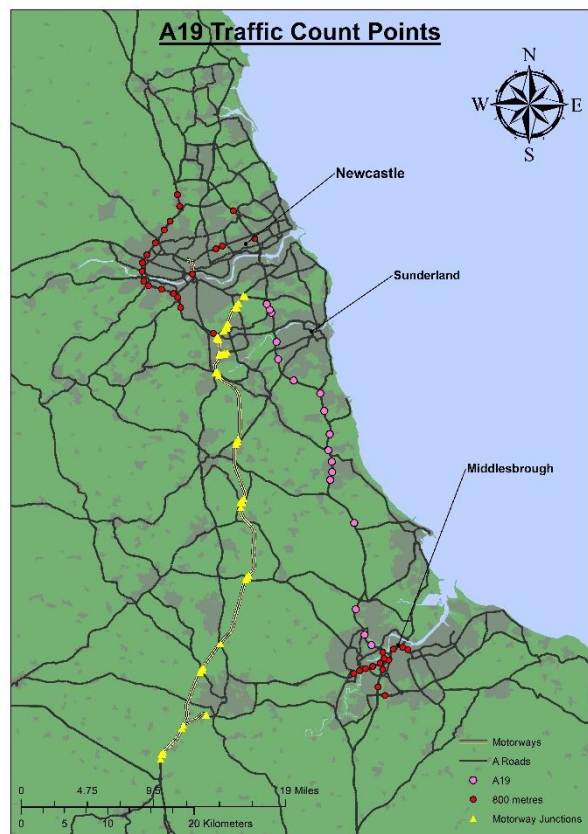 A19 Traffic Count Points
N
W E
S
Newcastle
Sunderland
Middlesbrough
Motorways
A Roads
A19
800 metres
Motorway Junctions
0 4.75 9.5 19 Miles
0 5 10 20 Kilometers